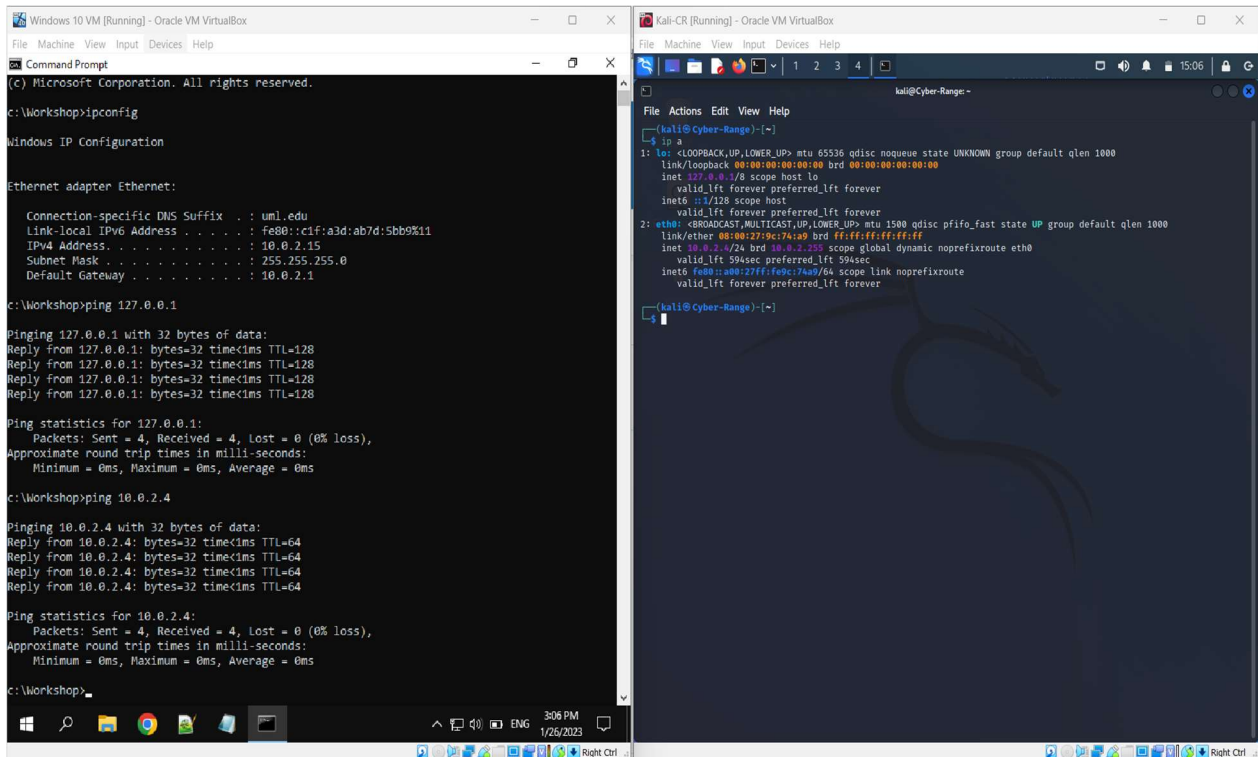 Windows 10 VM [Running] - Oracle VM VirtualBox
File Machine View Input Devices Help
Command Prompt
(c) Microsoft Corporation. All rights reserved.
c:\Workshop>ipconfig
Windows IP Configuration
Ethernet adapter Ethernet:
Connection-specific DNS Suffix . : uml.edu
Link-local IPv6 Address . . . . . : fe80::c1f:a3d:ab7d:5bb9%11
IPv4 Address. . . . . . . . . . . : 10.0.2.15
Subnet Mask . . . . . . . . . . . : 255.255.255.0
Default Gateway . . . . . . . . . : 10.0.2.1
c:\Workshop>ping 127.0.0.1
Pinging 127.0.0.1 with 32 bytes of data:
Reply from 127.0.0.1: bytes=32 time<1ms TTL=128
Reply from 127.0.0.1: bytes=32 time<1ms TTL=128
Reply from 127.0.0.1: bytes=32 time<1ms TTL=128
Reply from 127.0.0.1: bytes=32 time<1ms TTL=128
Ping statistics for 127.0.0.1:
Packets: Sent = 4, Received = 4, Lost = 0 (0% loss),
Approximate round trip times in milli-seconds:
Minimum = 0ms, Maximum = 0ms, Average = 0ms
c:\Workshop>ping 10.0.2.4
Pinging 10.0.2.4 with 32 bytes of data:
Reply from 10.0.2.4: bytes=32 time<1ms TTL=64
Reply from 10.0.2.4: bytes=32 time<1ms TTL=64
Reply from 10.0.2.4: bytes=32 time<1ms TTL=64
Reply from 10.0.2.4: bytes=32 time<1ms TTL=64
Ping statistics for 10.0.2.4:
Packets: Sent = 4, Received = 4, Lost = 0 (0% loss),
Approximate round trip times in milli-seconds:
Minimum = 0ms, Maximum = 0ms, Average = 0ms
c:\Workshop>_
ENG
3:06 PM
1/26/2023
Right Ctrl
Kali-CR [Running] - Oracle VM VirtualBox
File Machine View Input Devices Help
1 2 3 4
15:06
kali@Cyber-Range: ~
File Actions Edit View Help
(kali㉿Cyber-Range)-[~]
$ ip a
1: lo: <LOOPBACK,UP,LOWER_UP> mtu 65536 qdisc noqueue state UNKNOWN group default qlen 1000
link/loopback 00:00:00:00:00:00 brd 00:00:00:00:00:00
inet 127.0.0.1/8 scope host lo
valid_lft forever preferred_lft forever
inet6 ::1/128 scope host
valid_lft forever preferred_lft forever
2: eth0: <BROADCAST,MULTICAST,UP,LOWER_UP> mtu 1500 qdisc pfifo_fast state UP group default qlen 1000
link/ether 08:00:27:9c:74:a9 brd ff:ff:ff:ff:ff:ff
inet 10.0.2.4/24 brd 10.0.2.255 scope global dynamic noprefixroute eth0
valid_lft 594sec preferred_lft 594sec
inet6 fe80::a00:27ff:fe9c:74a9/64 scope link noprefixroute
valid_lft forever preferred_lft forever
(kali㉿Cyber-Range)-[~]
$
Right Ctrl